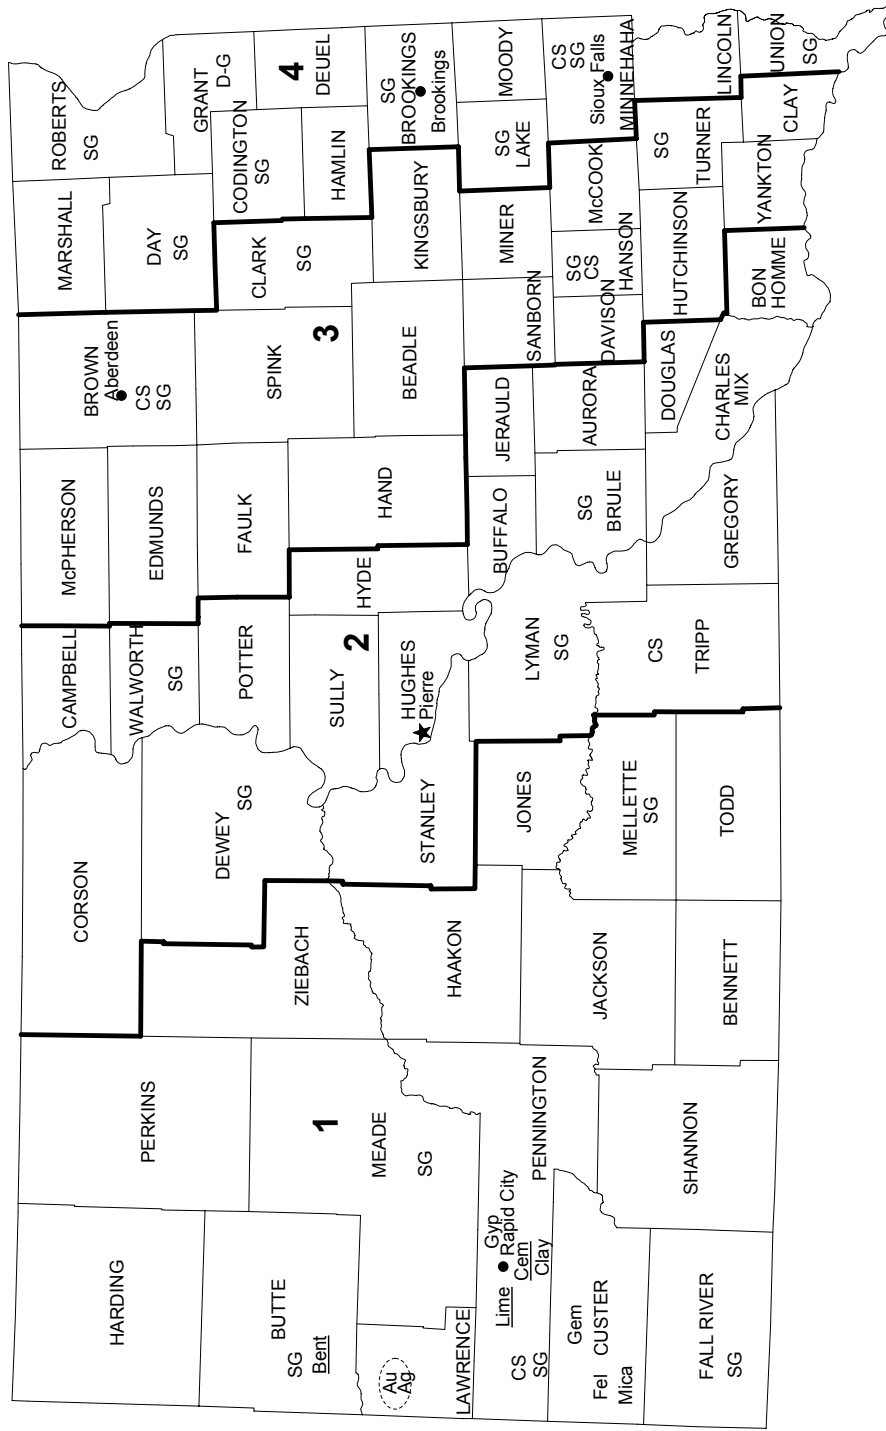 HARDING
PERKINS
CORSON
CAMPBELL
McPHERSON
BROWN
Aberdeen
CS
SG
MARSHALL
ROBERTS
SG
WALWORTH
SG
EDMUNDS
DAY
SG
GRANT
D-G
BUTTE
SG
Bent
DEWEY
SG
POTTER
FAULK
SPINK
3
CLARK
SG
CODINGTON
SG
4
DEUEL
HAMLIN
ZIEBACH
MEADE
SG
1
SULLY
2
HYDE
HAND
BEADLE
KINGSBURY
SG
BROOKINGS
Brookings
Au
Ag
LAWRENCE
HAAKON
STANLEY
HUGHES
Pierre
BUFFALO
JERAULD
SANBORN
MINER
SG
LAKE
MOODY
Lime
Gyp
Rapid City
Cem
Clay
CS
SG
PENNINGTON
JACKSON
JONES
LYMAN
SG
SG
BRULE
AURORA
DAVISON
SG
CS
HANSON
McCOOK
CS
SG
Sioux Falls
MINNEHAHA
Gem
CUSTER
Fel
Mica
SHANNON
MELLETTE
SG
CS
TRIPP
GREGORY
DOUGLAS
CHARLES
MIX
HUTCHINSON
SG
TURNER
LINCOLN
FALL RIVER
SG
BENNETT
TODD
BON
HOMME
YANKTON
CLAY
UNION
SG